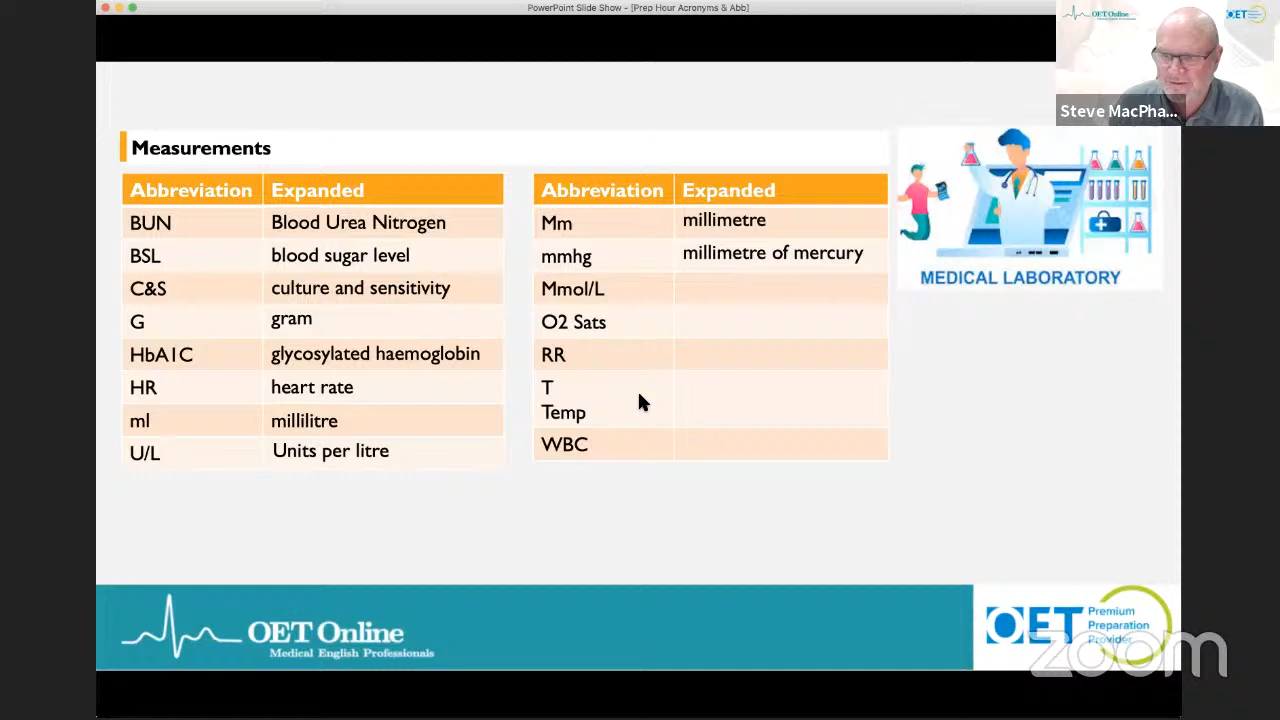 PowerPoint Slide Show - [Prep Hour Acronyms & Abb]
OET Online
OET
Steve MacPha...
Measurements
Abbreviation Expanded
BUN Blood Urea Nitrogen
BSL blood sugar level
C&S culture and sensitivity
G gram
HbA1C glycosylated haemoglobin
HR heart rate
ml millilitre
U/L Units per litre
Abbreviation Expanded
Mm millimetre
mmhg millimetre of mercury
Mmol/L
O2 Sats
RR
T
Temp
WBC
MEDICAL LABORATORY
OET Online
Medical English Professionals
OET
Premium
Preparation
Provider
zoom